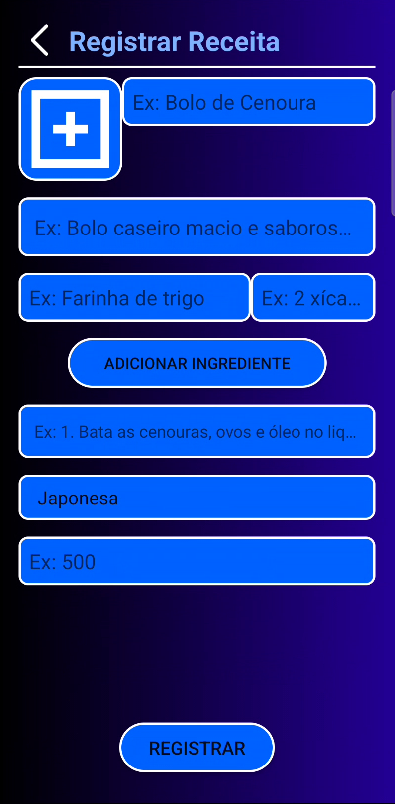 Registrar Receita
Ex: Bolo de Cenoura
Ex: Bolo caseiro macio e saboros...
Ex: Farinha de trigo
Ex: 2 xíca...
ADICIONAR INGREDIENTE
Ex: 1. Bata as cenouras, ovos e óleo no liq...
Japonesa
Ex: 500
REGISTRAR